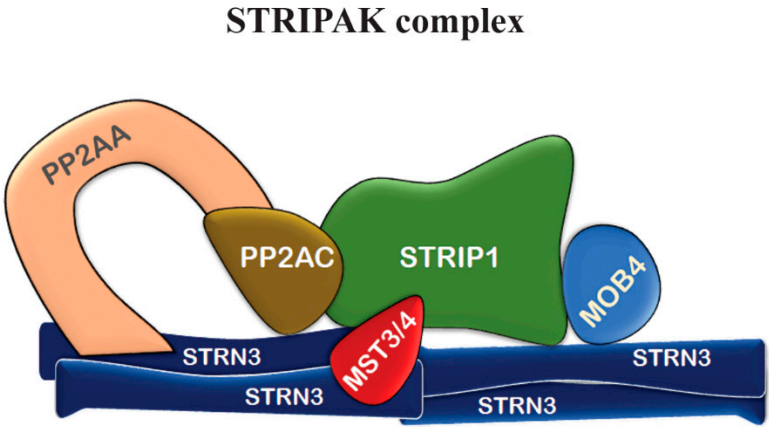 STRIPAK complex
PP2AA
PP2AC
STRIP1
MOB4
MST3/4
STRN3
STRN3
STRN3
STRN3